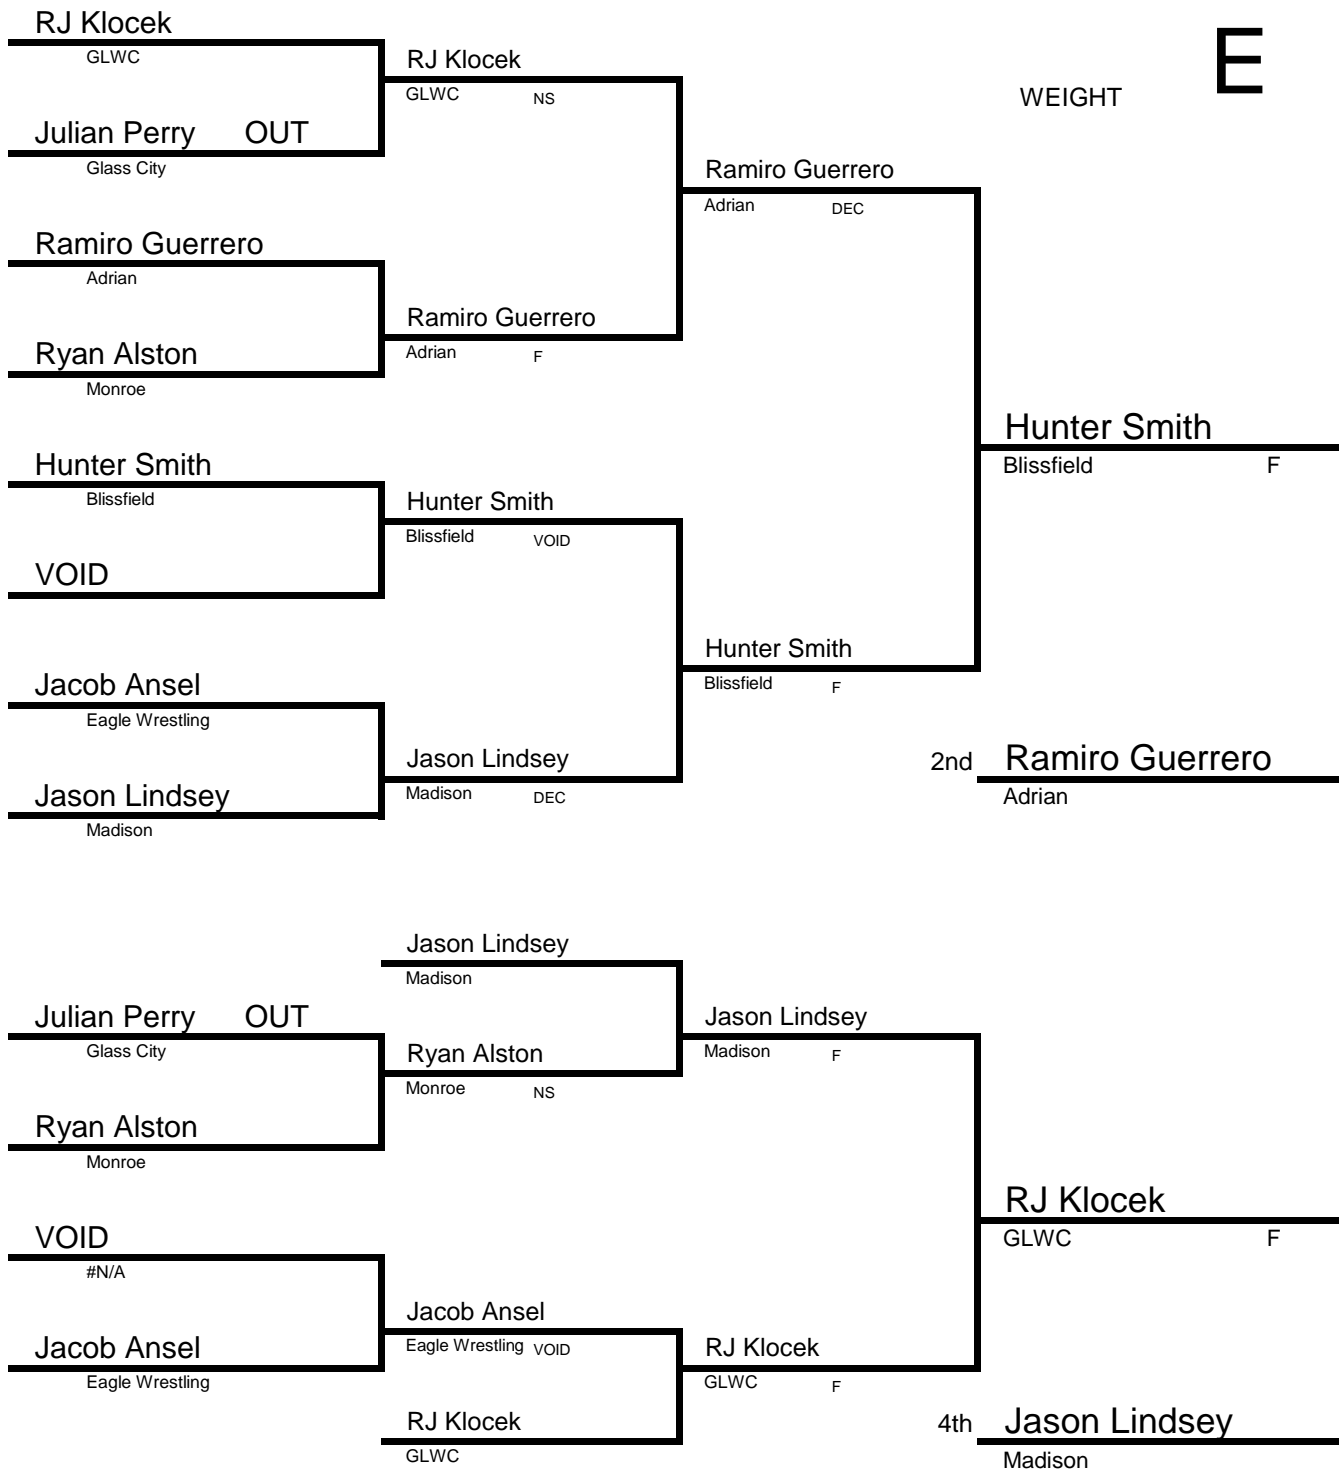 RJ Klocek
GLWC
RJ Klocek
GLWC NS
E
WEIGHT
Julian Perry OUT
Glass City
Ramiro Guerrero
Adrian DEC
Ramiro Guerrero
Adrian
Ramiro Guerrero
Adrian F
Ryan Alston
Monroe
Hunter Smith
Blissfield F
Hunter Smith
Blissfield
Hunter Smith
Blissfield VOID
VOID
Hunter Smith
Blissfield F
Jacob Ansel
Eagle Wrestling
Jason Lindsey
Madison DEC
2nd Ramiro Guerrero
Adrian
Jason Lindsey
Madison
Jason Lindsey
Madison
Julian Perry OUT
Glass City
Jason Lindsey
Madison F
Ryan Alston
Monroe NS
Ryan Alston
Monroe
RJ Klocek
GLWC F
VOID
#N/A
Jacob Ansel
Eagle Wrestling VOID
Jacob Ansel
Eagle Wrestling
RJ Klocek
GLWC F
RJ Klocek
GLWC
4th Jason Lindsey
Madison